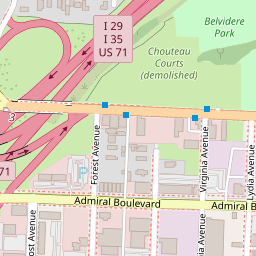 I 29
I 35
US 71
Belvidere
Park
Chouteau
Courts
(demolished)
3
Forest Avenue
Virginia Avenue
Lydia Avenue
71
Admiral Boulevard
Admiral B
ost Avenue
Avenue